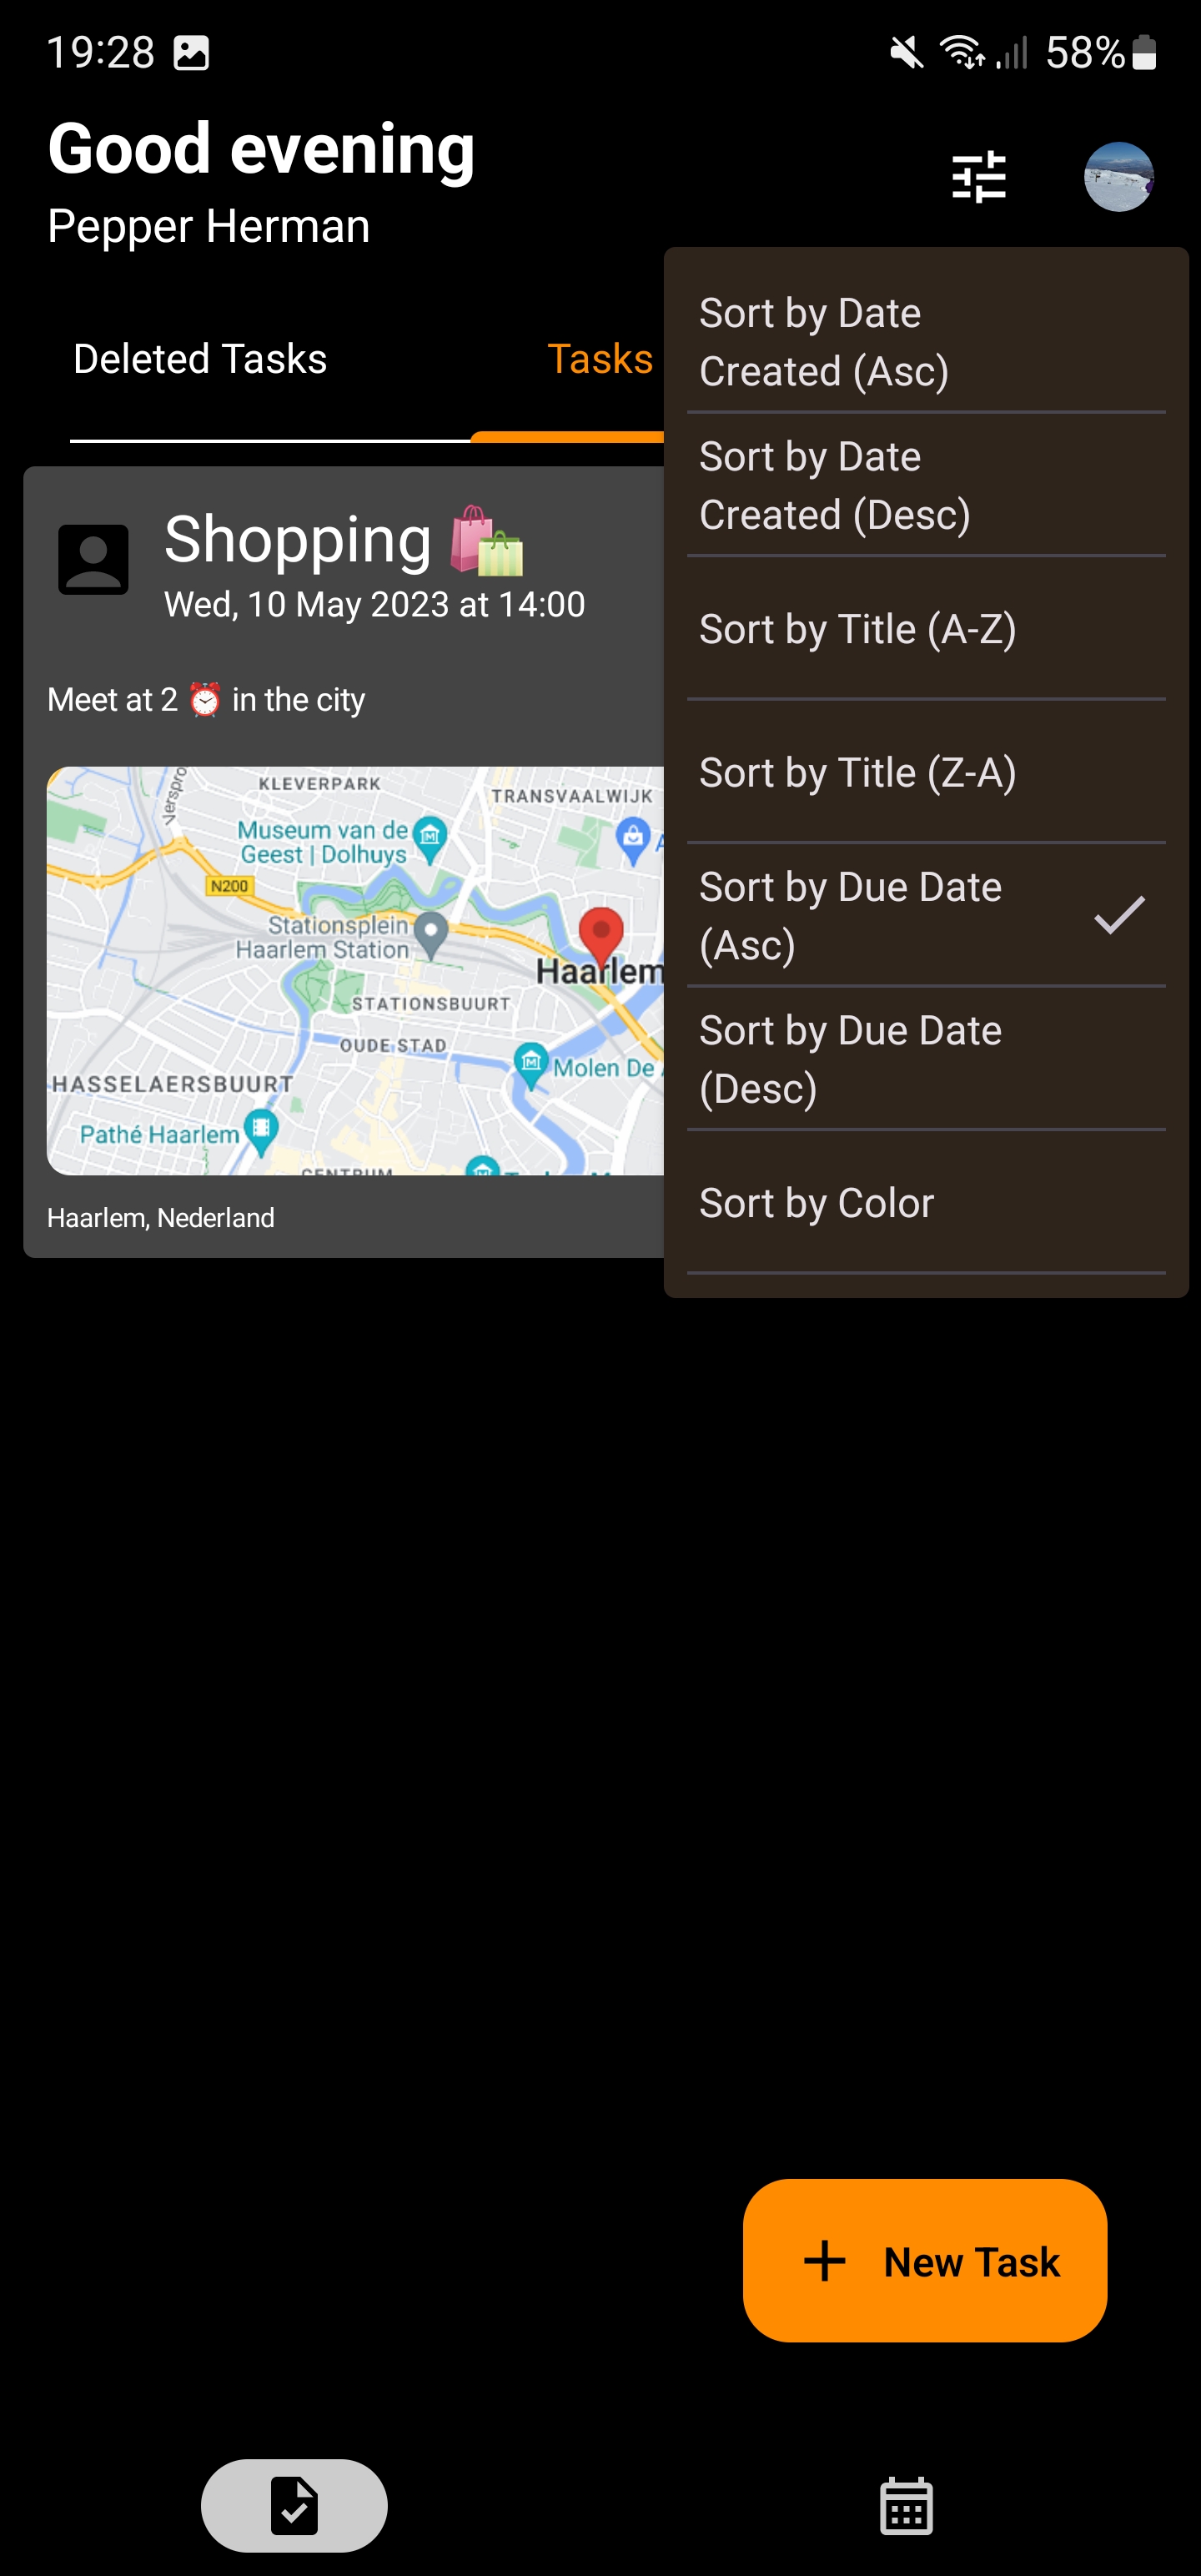 19:28
58%
Good evening
Pepper Herman
Deleted Tasks
Tasks
Sort by Date
Created (Asc)
Sort by Date
Created (Desc)
Sort by Title (A-Z)
Sort by Title (Z-A)
Sort by Due Date
(Asc)
Sort by Due Date
(Desc)
Sort by Color
Shopping 🛍️
Wed, 10 May 2023 at 14:00
Meet at 2 ⏰ in the city
KLEVERPARK
TRANSVAALWIJK
Museum van de
Geest | Dolhuys
N200
Stationsplein
Haarlem Station
Haarlem
STATIONSBUURT
OUDE STAD
Molen De
HASSELAERSBUURT
Pathé Haarlem
CENTRUM
Haarlem, Nederland
New Task